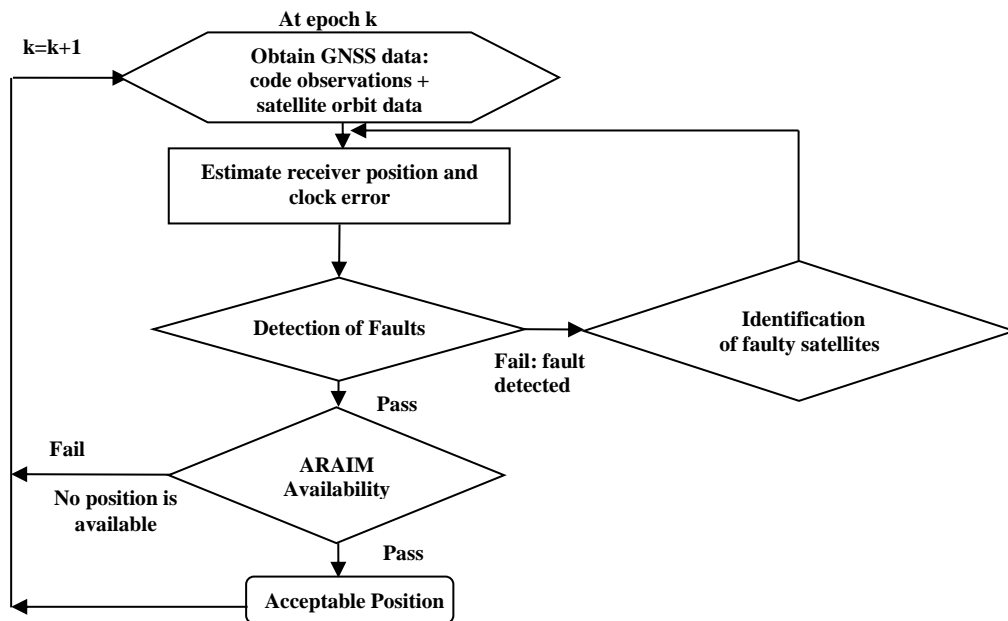 At epoch k
k=k+1
Obtain GNSS data:
code observations +
satellite orbit data
Estimate receiver position and
clock error
Detection of Faults
Fail: fault
detected
Identification
of faulty satellites
Pass
Fail
No position is
available
ARAIM
Availability
Pass
Acceptable Position